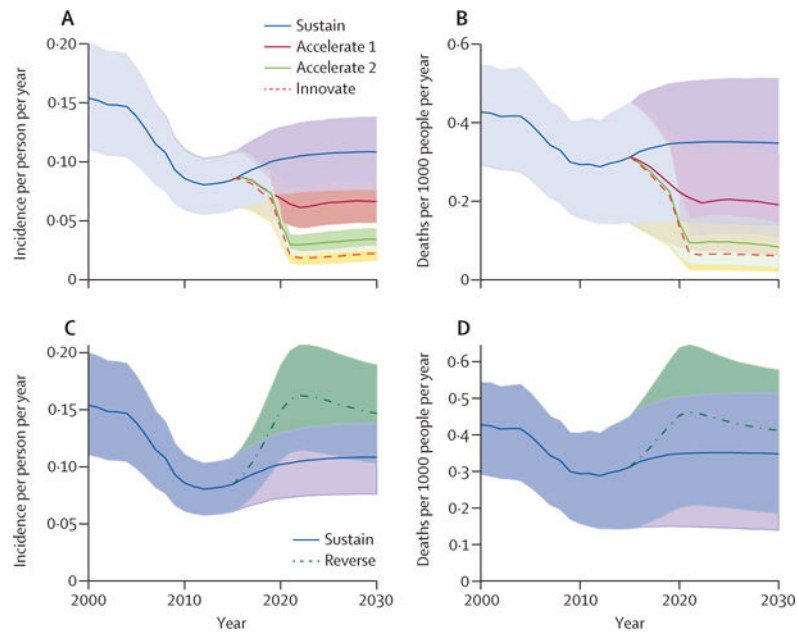 A
Sustain
Accelerate 1
Accelerate 2
Innovate
0·20
0·15
0·10
0·05
0
Incidence per person per year
B
0·6
0·4
0·2
0
Deaths per 1000 people per year
C
0·20
0·15
0·10
0·05
0
Incidence per person per year
Sustain
Reverse
2000
2010
2020
2030
Year
D
0·6
0·5
0·4
0·3
0·2
0·1
0
Deaths per 1000 people per year
2000
2010
2020
2030
Year